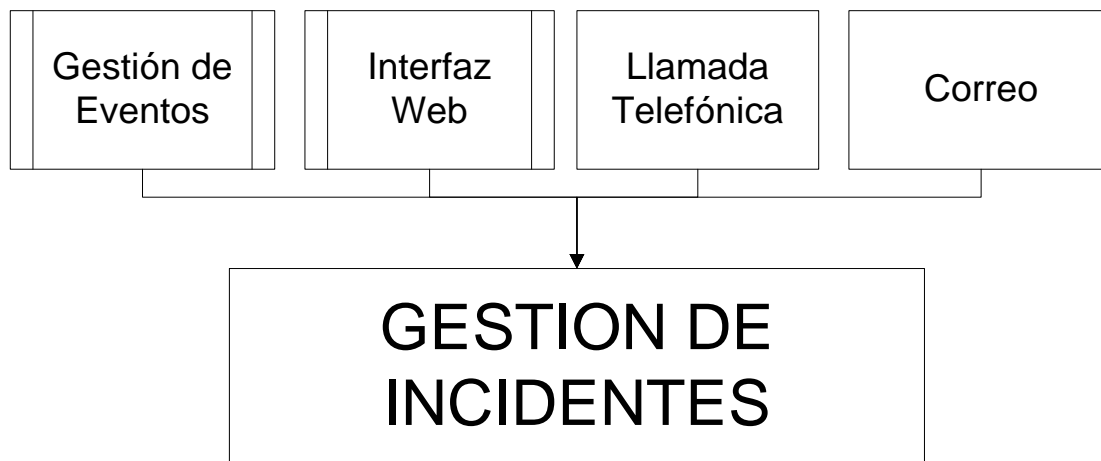 Gestión de
Eventos
Interfaz
Web
Llamada
Telefónica
Correo
GESTION DE
INCIDENTES